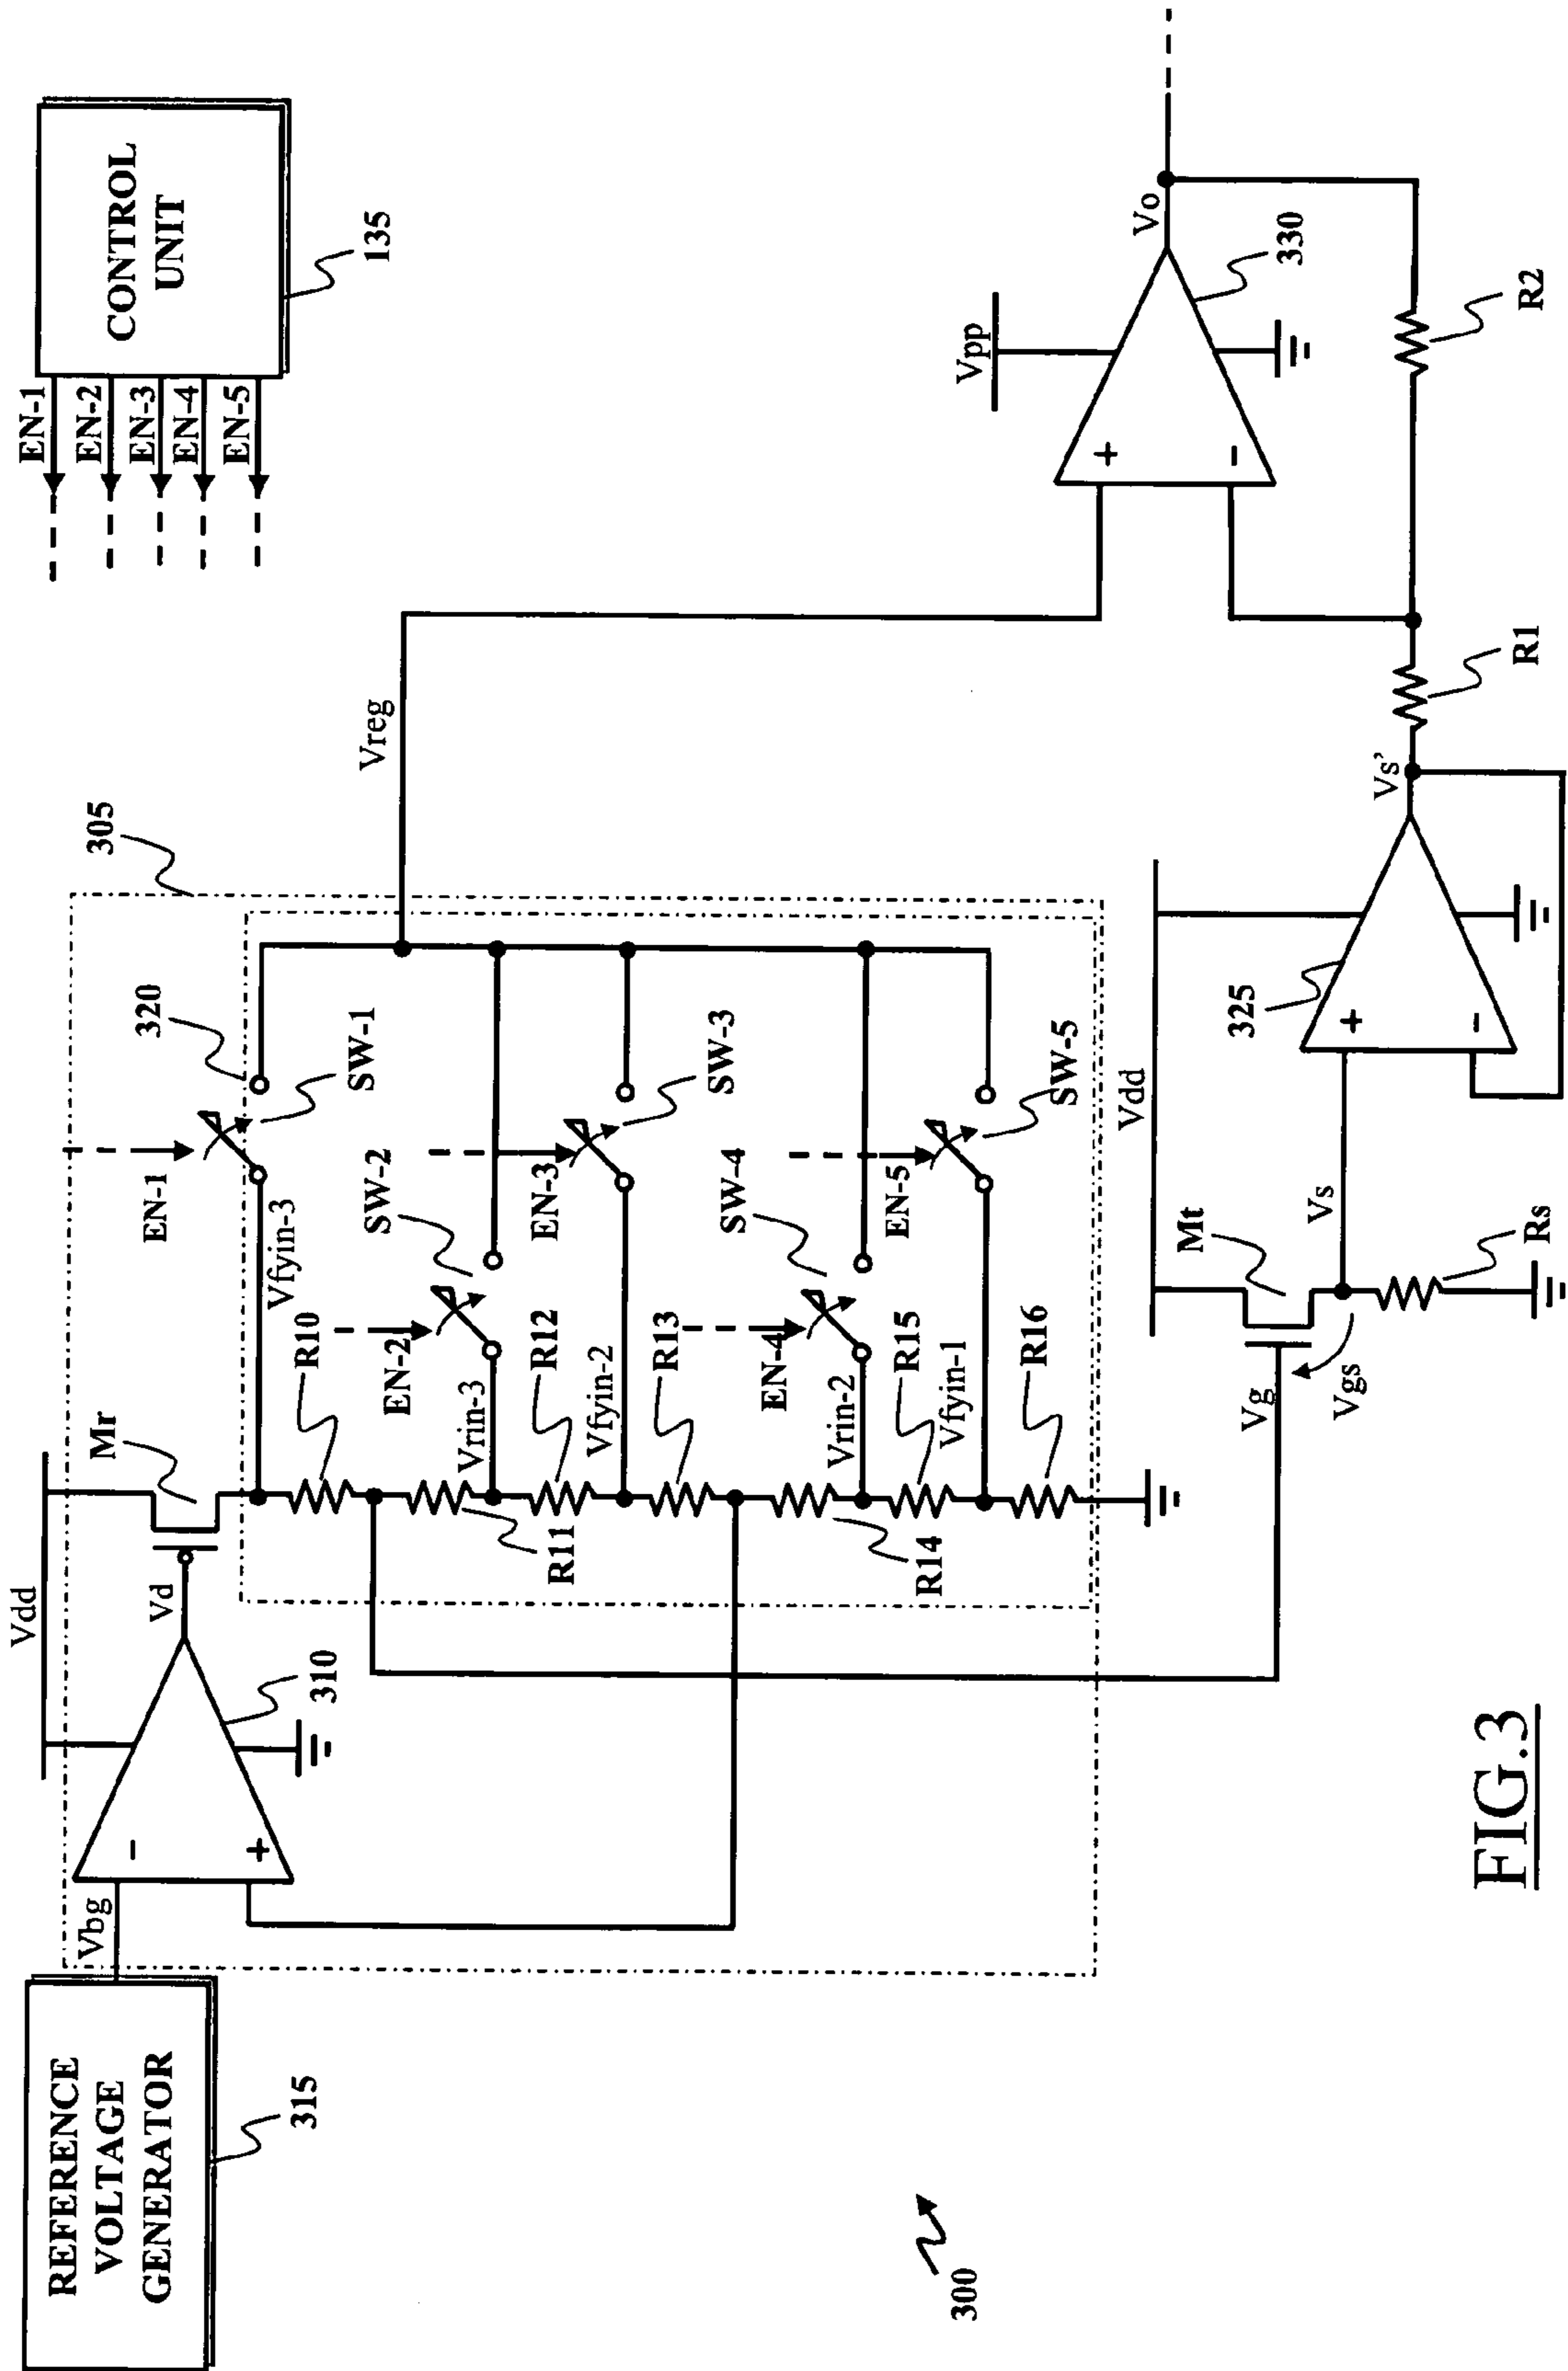 REFERENCE
VOLTAGE
GENERATOR
315
Vbg
-
+
310
Vdd
Vd
Mr
305
EN-1
Vfyin-3
320
SW-1
R10
EN-2
SW-2
R11
Vrin-3
R12
EN-3
SW-3
Vfyin-2
R13
EN-4
SW-4
R14
Vrin-2
R15
EN-5
SW-5
Vfyin-1
R16
Vreg
CONTROL
UNIT
135
EN-1
EN-2
EN-3
EN-4
EN-5
Vdd
Mt
Vg
Vgs
Vs
Rs
325
+
-
Vs'
R1
R2
Vpp
+
-
330
Vo
300
FIG.3